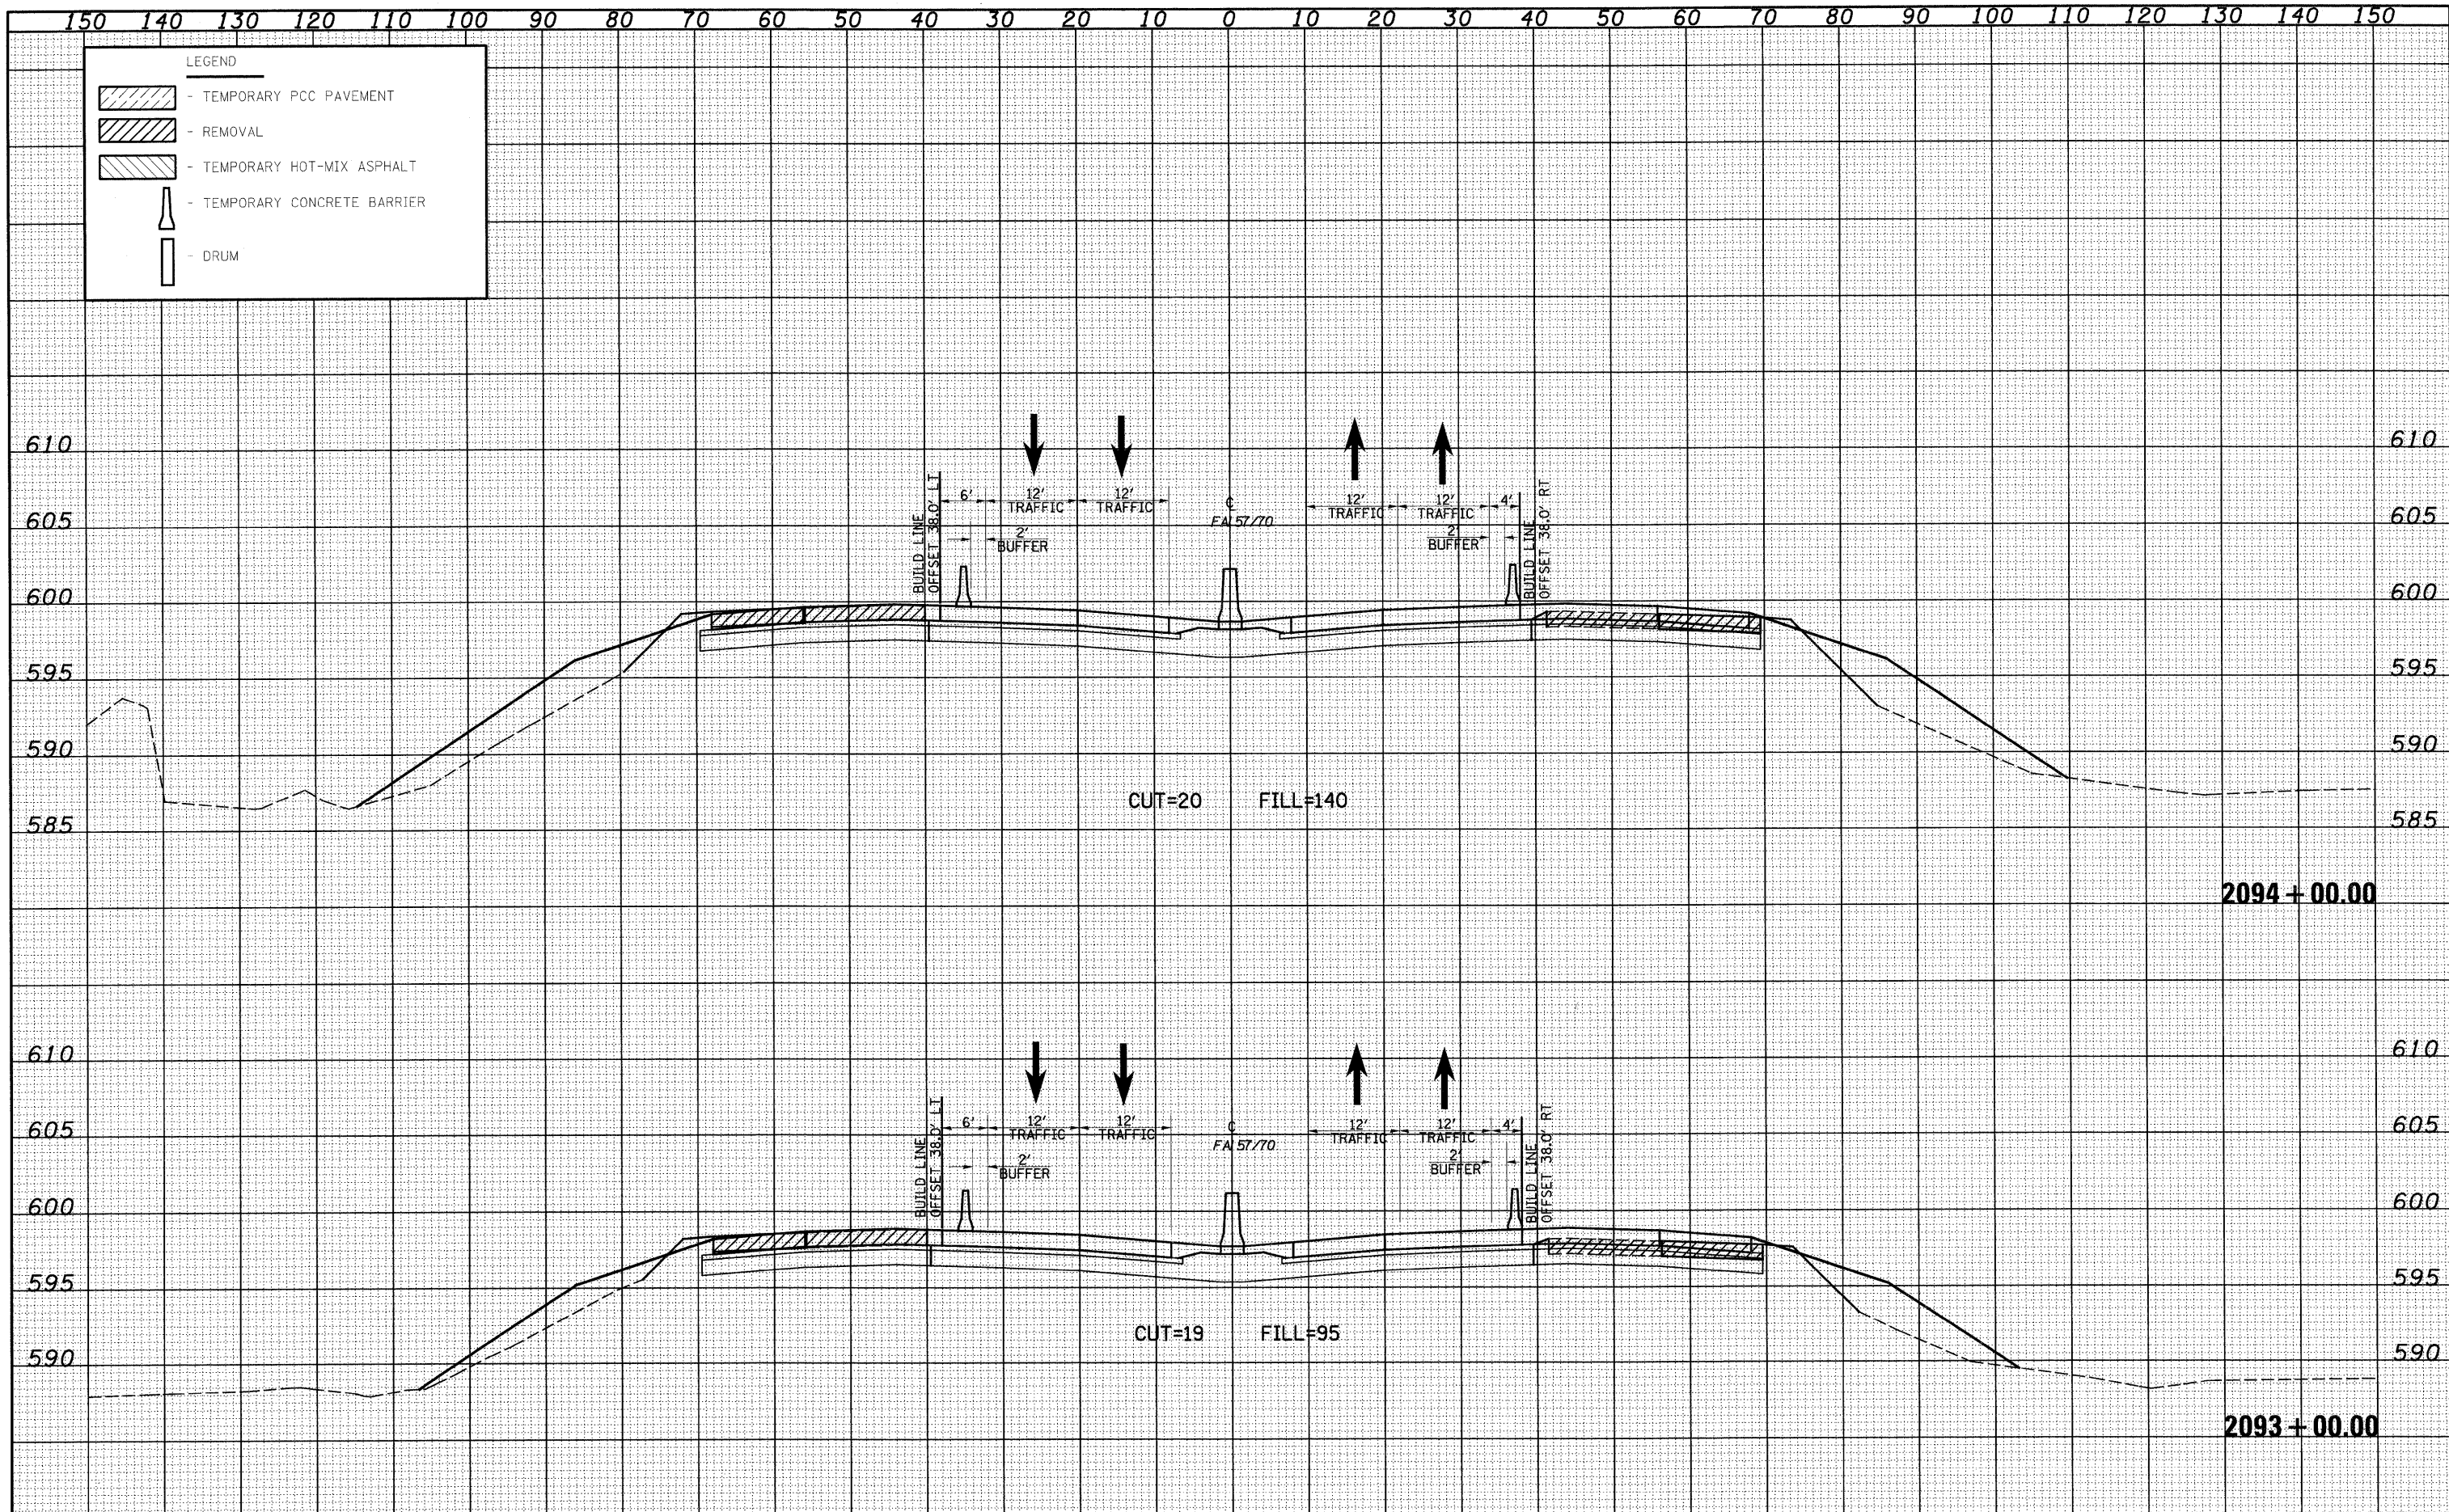 150 140 130 120 110 100 90 80 70 60 50 40 30 20 10 0 10 20 30 40 50 60 70 80 90 100 110 120 130 140 150
LEGEND
- TEMPORARY PCC PAVEMENT
- REMOVAL
- TEMPORARY HOT-MIX ASPHALT
- TEMPORARY CONCRETE BARRIER
- DRUM
610 610
BUILD LINE
OFFSET 38.0' LT
6' 12' 12' ℄ 12' 12' 4'
TRAFFIC TRAFFIC TRAFFIC TRAFFIC
605 FAI 57/70 605
2' 2'
BUFFER BUFFER
BUILD LINE
OFFSET 38.0' RT
600 600
595 595
590 590
CUT=20 FILL=140
585 585
2094+00.00
610 610
BUILD LINE
OFFSET 38.0' LT
6' 12' 12' ℄ 12' 12' 4'
TRAFFIC TRAFFIC TRAFFIC TRAFFIC
605 FAI 57/70 605
2' 2'
BUFFER BUFFER
BUILD LINE
OFFSET 38.0' RT
600 600
595 595
CUT=19 FILL=95
590 590
2093+00.00